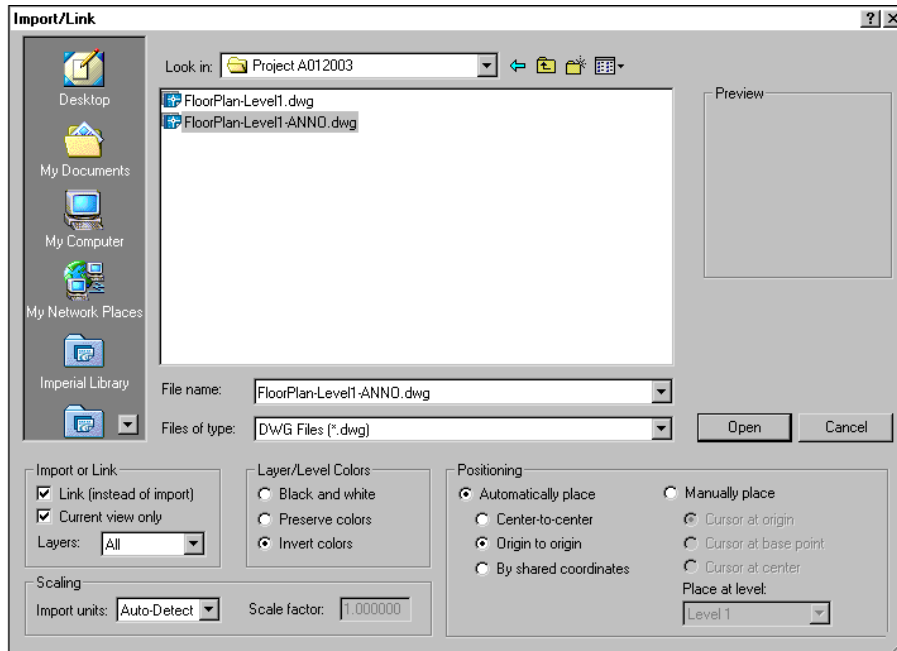 Import/Link
Look in: Project A012003
Desktop
My Documents
My Computer
My Network Places
Imperial Library
FloorPlan-Level1.dwg
FloorPlan-Level1-ANNO.dwg
Preview
File name: FloorPlan-Level1-ANNO.dwg
Files of type: DWG Files (*.dwg)
Open Cancel
Import or Link
Link (instead of import)
Current view only
Layers: All
Layer/Level Colors
Black and white
Preserve colors
Invert colors
Positioning
Automatically place
Center-to-center
Origin to origin
By shared coordinates
Manually place
Cursor at origin
Cursor at base point
Cursor at center
Place at level:
Level 1
Scaling
Import units: Auto-Detect Scale factor: 1.000000